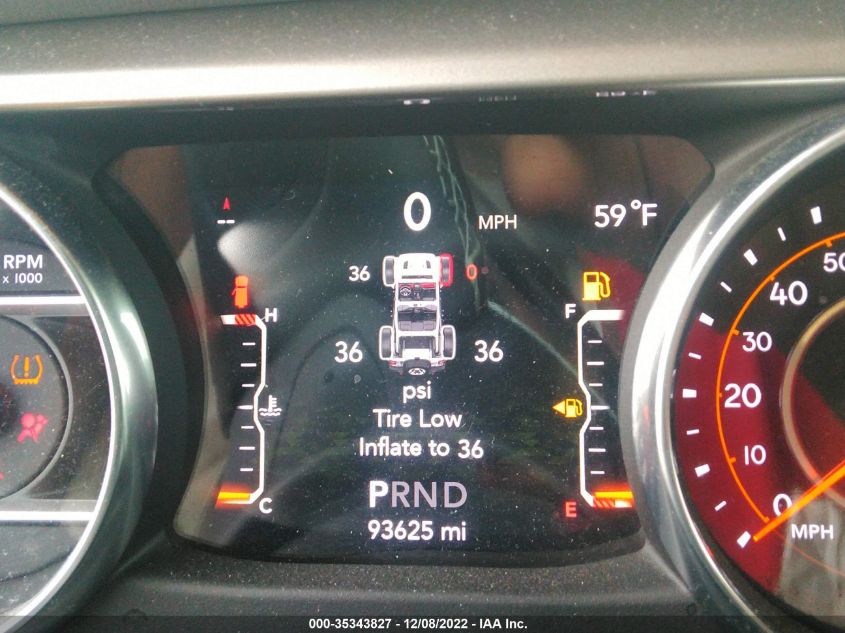 0 MPH 59°F
RPM
x 1000
36 0
H F
36 36
psi
Tire Low
Inflate to 36
PRND
C E
93625 mi
50
40
30
20
10
0
MPH
000-35343827 - 12/08/2022 - IAA Inc.